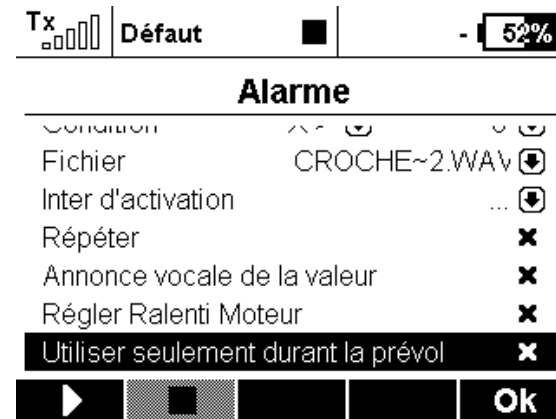 Tx Défaut - 52%
Alarme
Condition X >
Fichier CROCHE~2.WAV
Inter d'activation ...
Répéter
Annonce vocale de la valeur
Régler Ralenti Moteur
Utiliser seulement durant la prévol
Ok